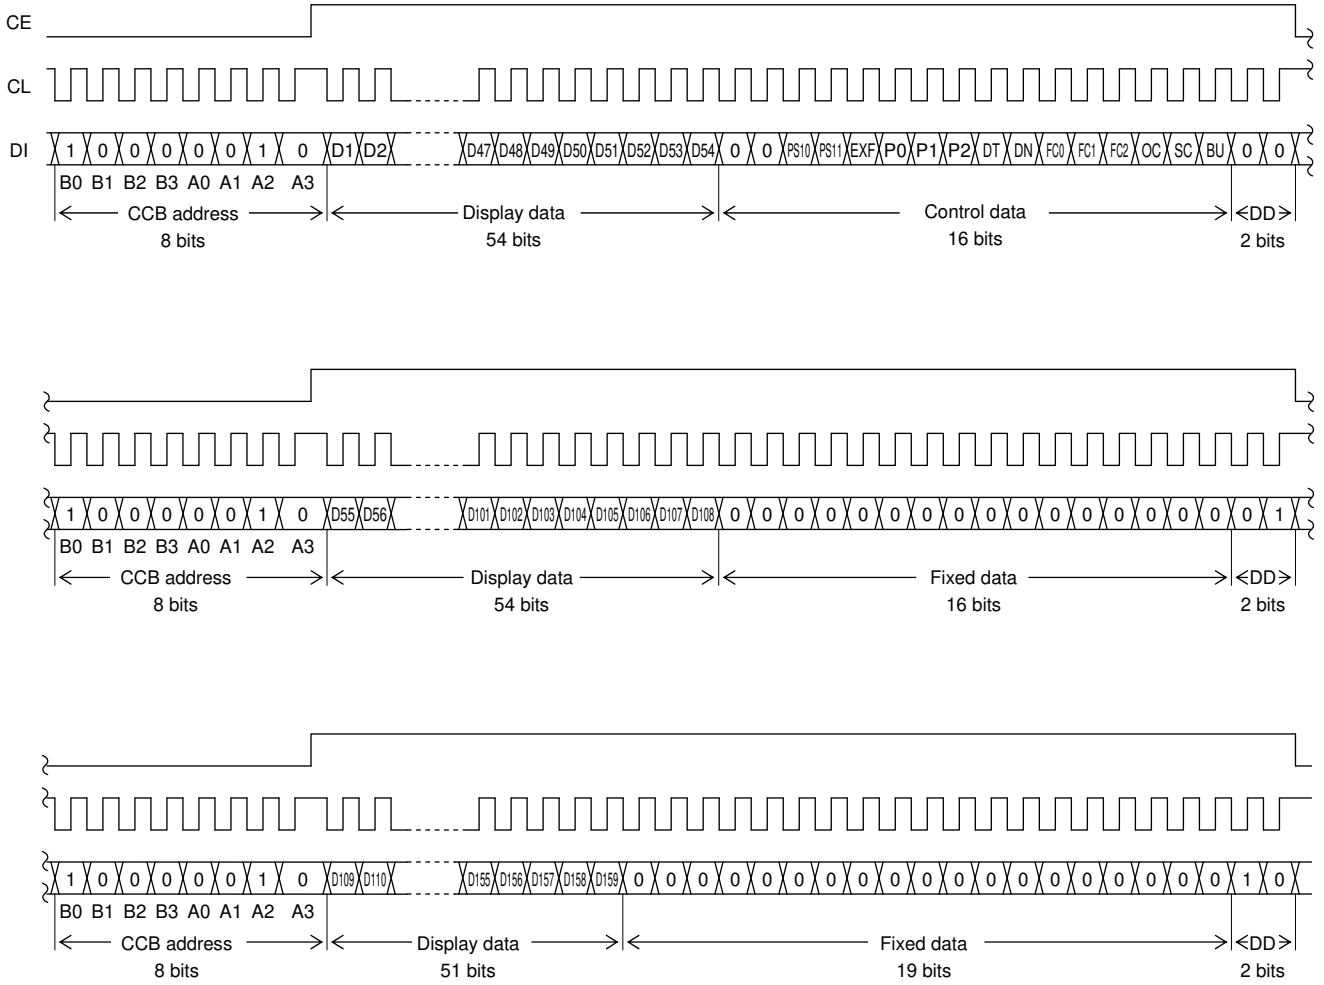 CE
CL
DI 1 0 0 0 0 0 1 0 D1 D2 D47 D48 D49 D50 D51 D52 D53 D54 0 0 PS10 PS11 EXF P0 P1 P2 DT DN FC0 FC1 FC2 OC SC BU 0 0
B0 B1 B2 B3 A0 A1 A2 A3
CCB address Display data Control data DD
8 bits 54 bits 16 bits 2 bits
1 0 0 0 0 0 1 0 D55 D56 D101 D102 D103 D104 D105 D106 D107 D108 0 0 0 0 0 0 0 0 0 0 0 0 0 0 0 0 0 1
B0 B1 B2 B3 A0 A1 A2 A3
CCB address Display data Fixed data DD
8 bits 54 bits 16 bits 2 bits
1 0 0 0 0 0 1 0 D109 D110 D155 D156 D157 D158 D159 0 0 0 0 0 0 0 0 0 0 0 0 0 0 0 0 0 0 0 1 0
B0 B1 B2 B3 A0 A1 A2 A3
CCB address Display data Fixed data DD
8 bits 51 bits 19 bits 2 bits